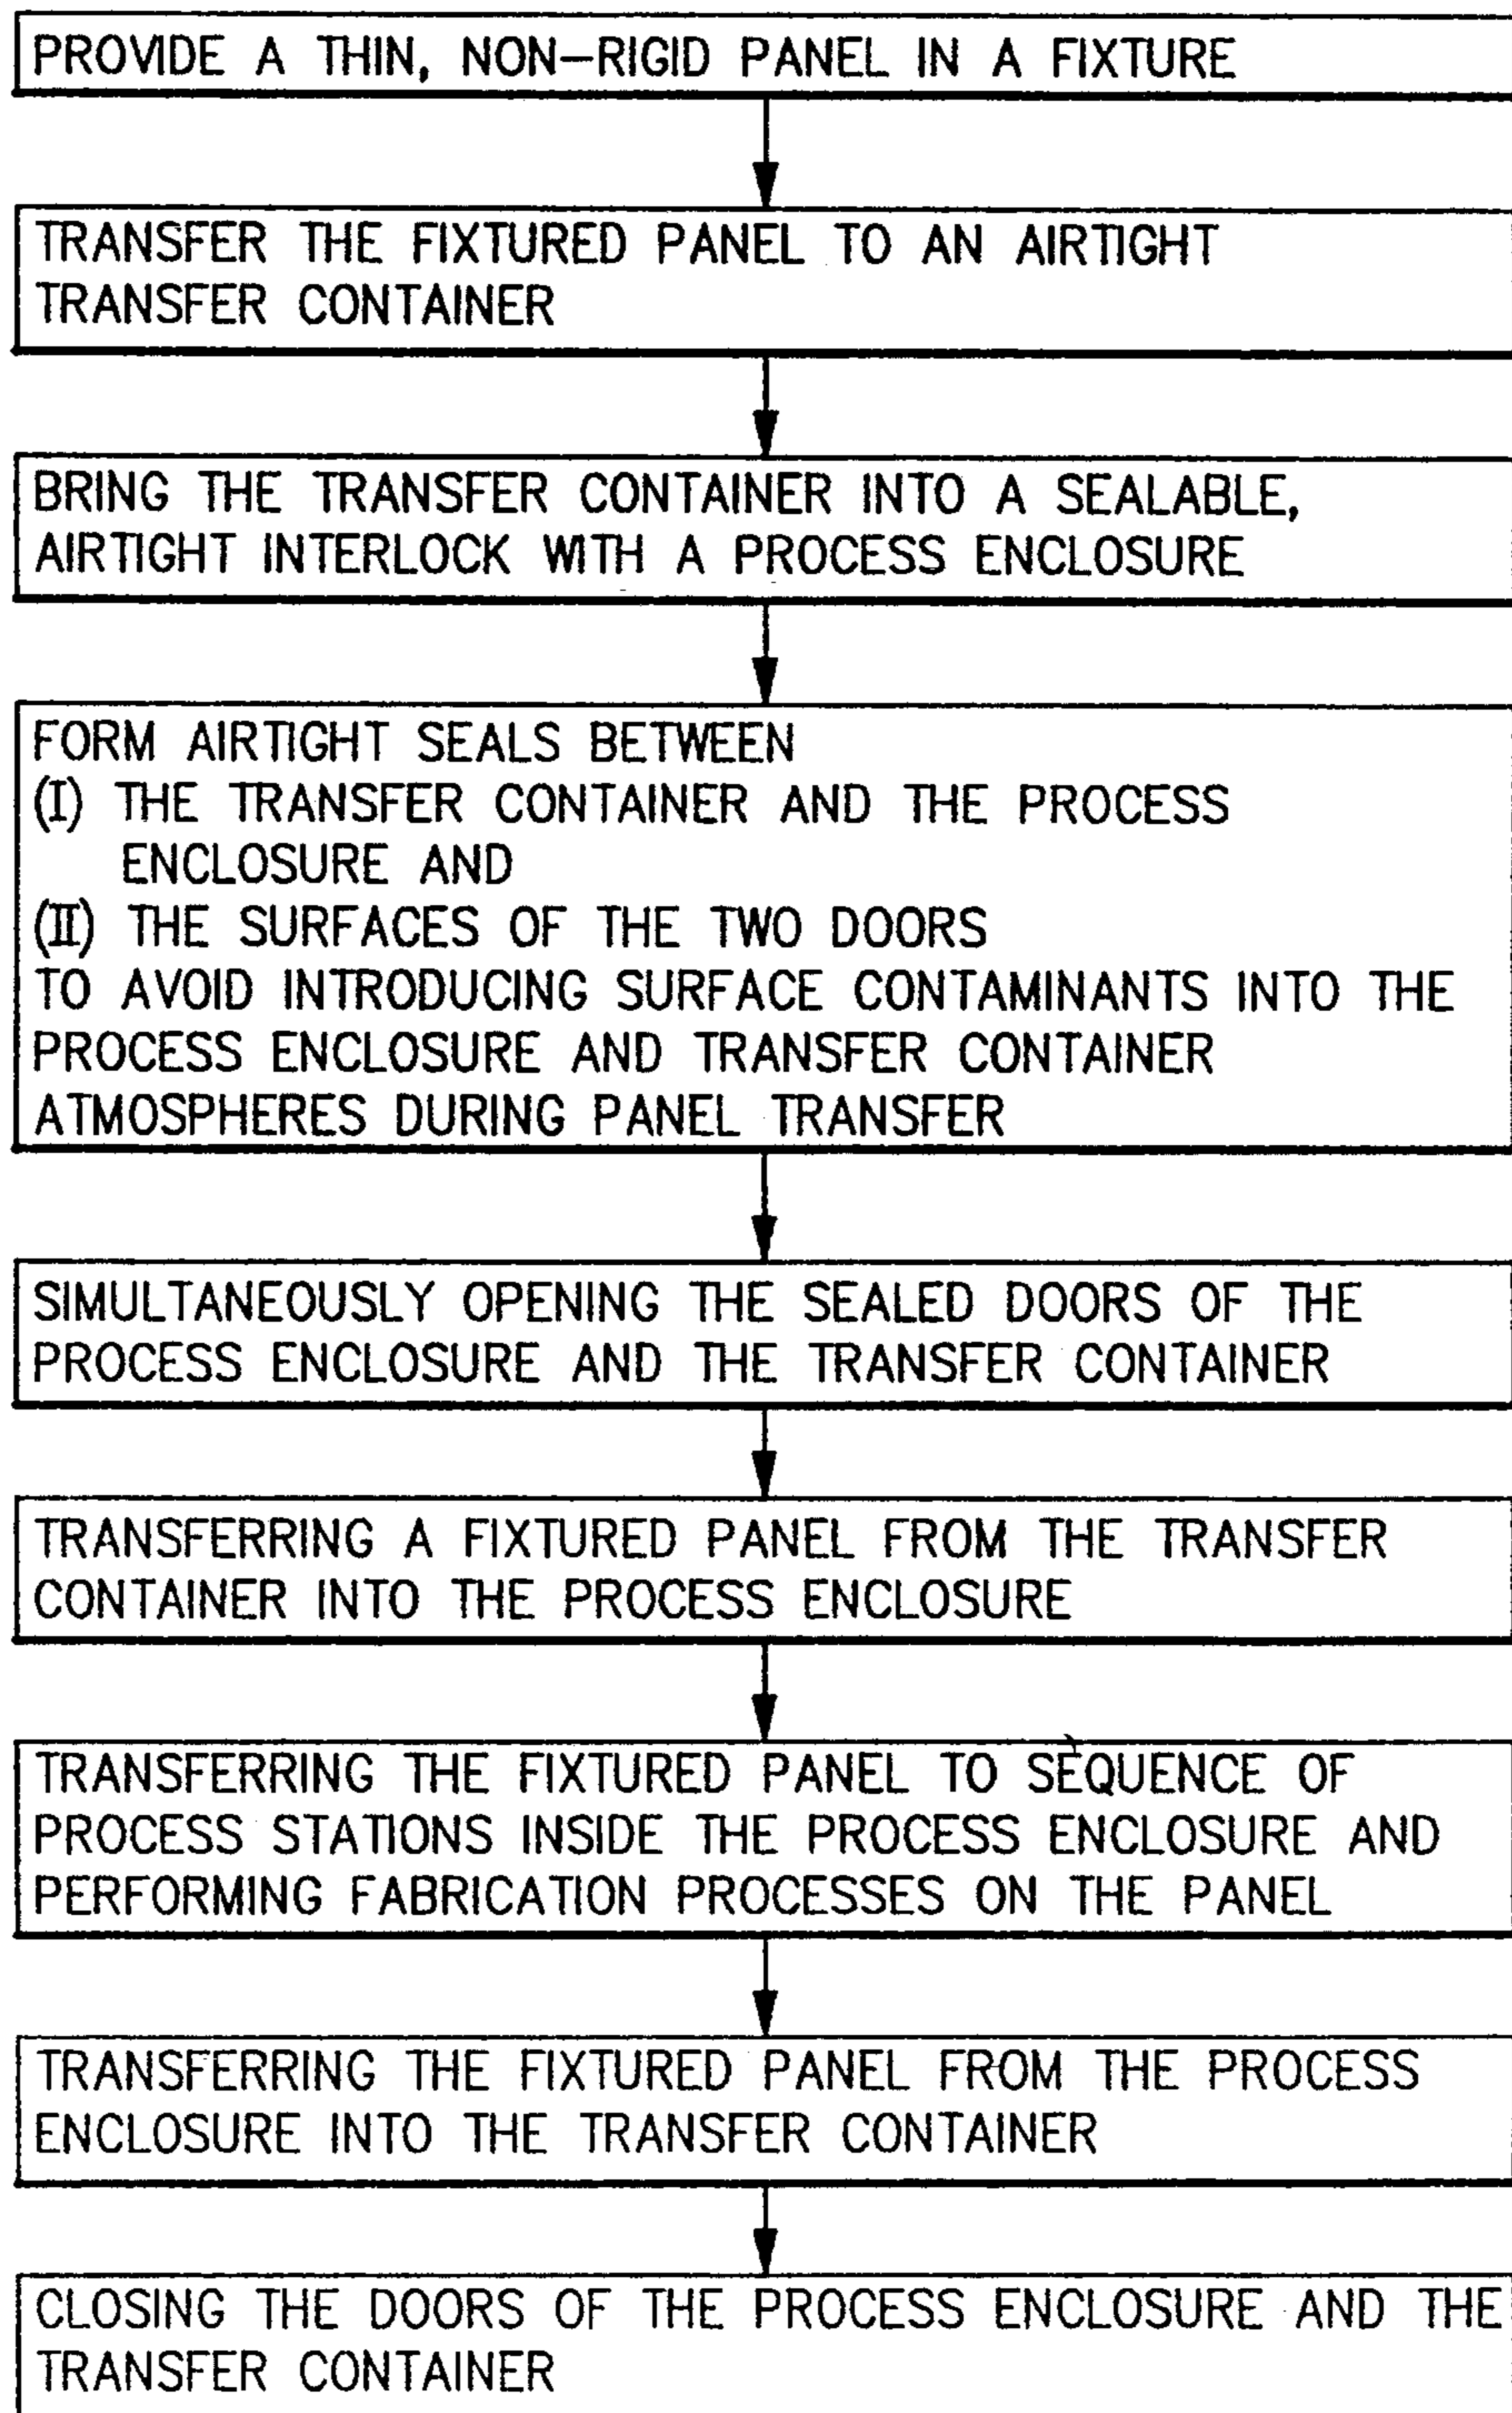 PROVIDE A THIN, NON-RIGID PANEL IN A FIXTURE
TRANSFER THE FIXTURED PANEL TO AN AIRTIGHT
TRANSFER CONTAINER
BRING THE TRANSFER CONTAINER INTO A SEALABLE,
AIRTIGHT INTERLOCK WITH A PROCESS ENCLOSURE
FORM AIRTIGHT SEALS BETWEEN
(I) THE TRANSFER CONTAINER AND THE PROCESS
ENCLOSURE AND
(II) THE SURFACES OF THE TWO DOORS
TO AVOID INTRODUCING SURFACE CONTAMINANTS INTO THE
PROCESS ENCLOSURE AND TRANSFER CONTAINER
ATMOSPHERES DURING PANEL TRANSFER
SIMULTANEOUSLY OPENING THE SEALED DOORS OF THE
PROCESS ENCLOSURE AND THE TRANSFER CONTAINER
TRANSFERRING A FIXTURED PANEL FROM THE TRANSFER
CONTAINER INTO THE PROCESS ENCLOSURE
TRANSFERRING THE FIXTURED PANEL TO SEQUENCE OF
PROCESS STATIONS INSIDE THE PROCESS ENCLOSURE AND
PERFORMING FABRICATION PROCESSES ON THE PANEL
TRANSFERRING THE FIXTURED PANEL FROM THE PROCESS
ENCLOSURE INTO THE TRANSFER CONTAINER
CLOSING THE DOORS OF THE PROCESS ENCLOSURE AND THE
TRANSFER CONTAINER